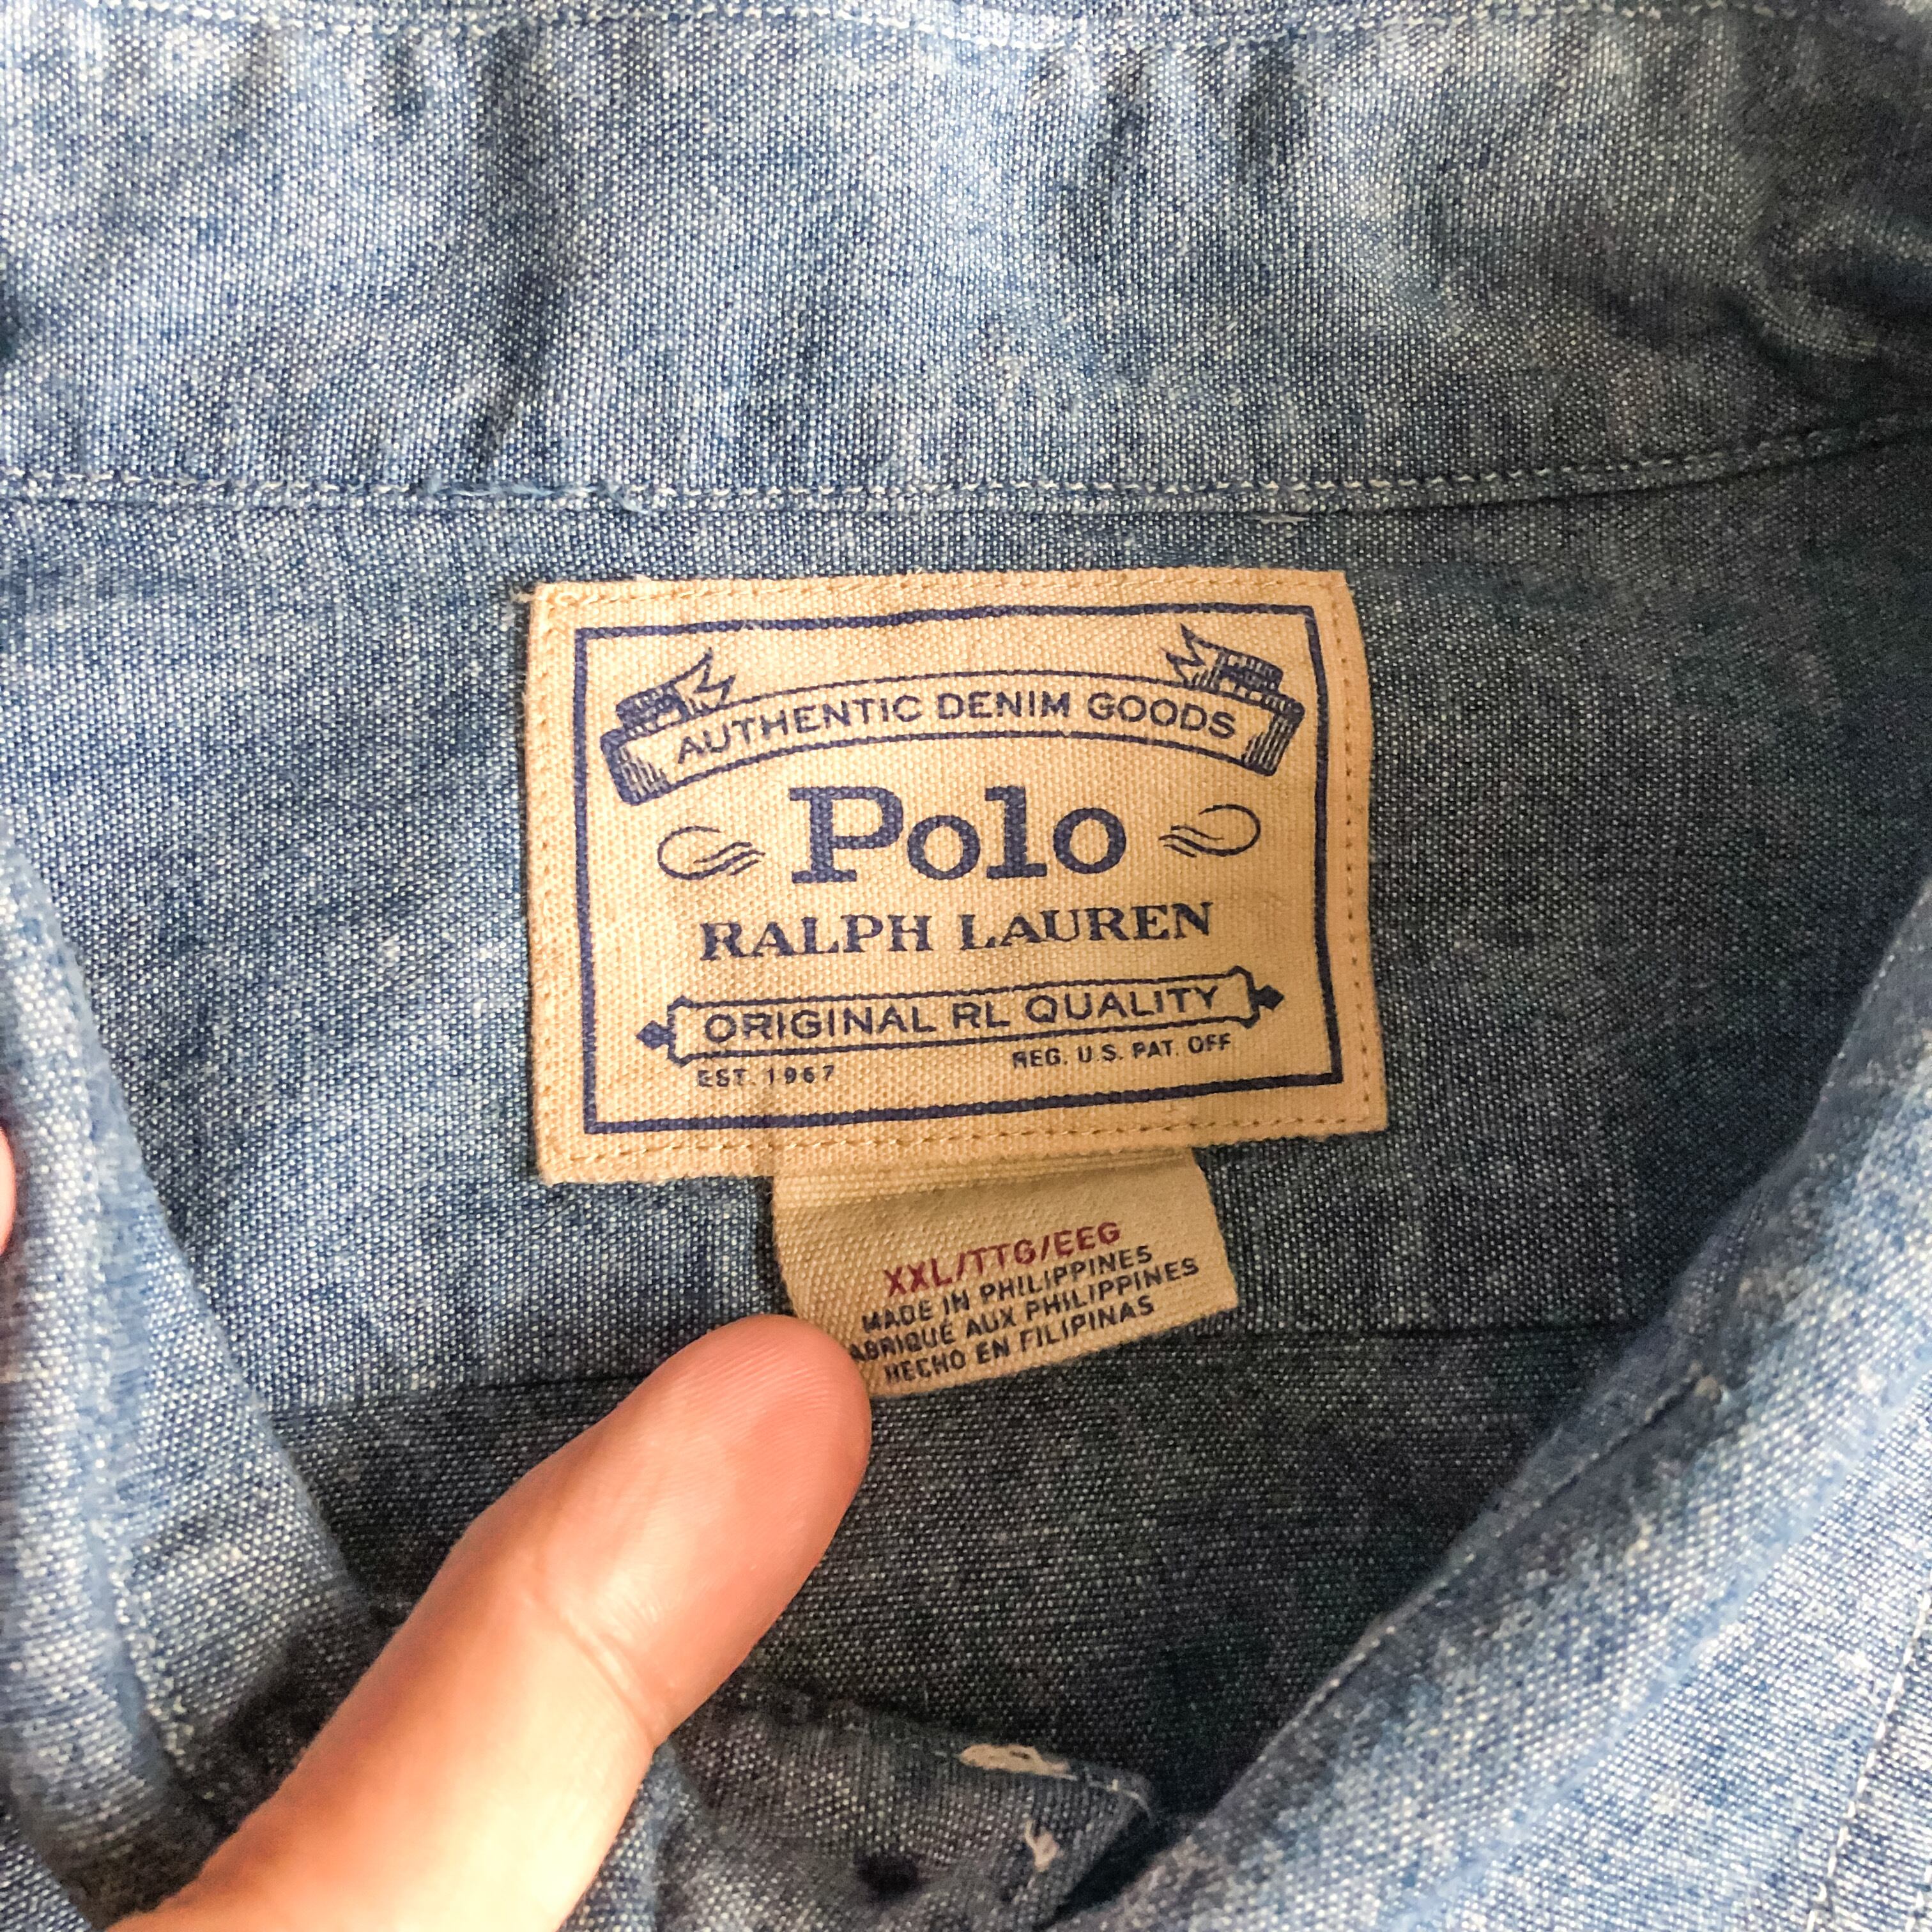 AUTHENTIC DENIM GOODS
Polo
RALPH LAUREN
ORIGINAL RL QUALITY
EST. 1967 REG. U.S. PAT. OFF
XXL/TTG/EEG
MADE IN PHILIPPINES
ABRIQUÉ AUX PHILIPPINES
HECHO EN FILIPINAS